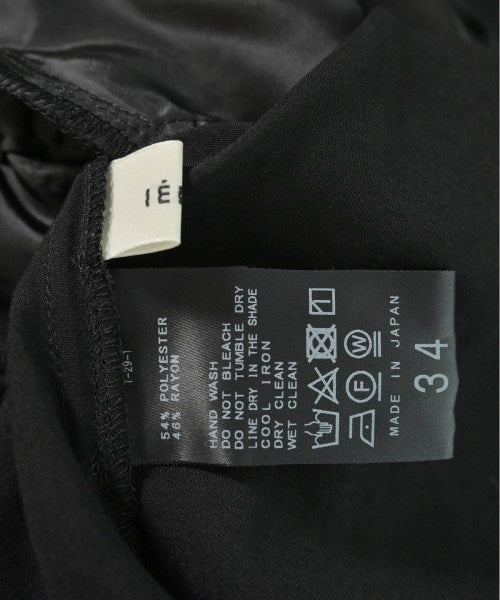 54% POLYESTER
46% RAYON
HAND WASH
DO NOT BLEACH
DO NOT TUMBLE DRY
LINE DRY IN THE SHADE
COOL IRON
DRY CLEAN
WET CLEAN
F W
MADE IN JAPAN
34
1-29-1